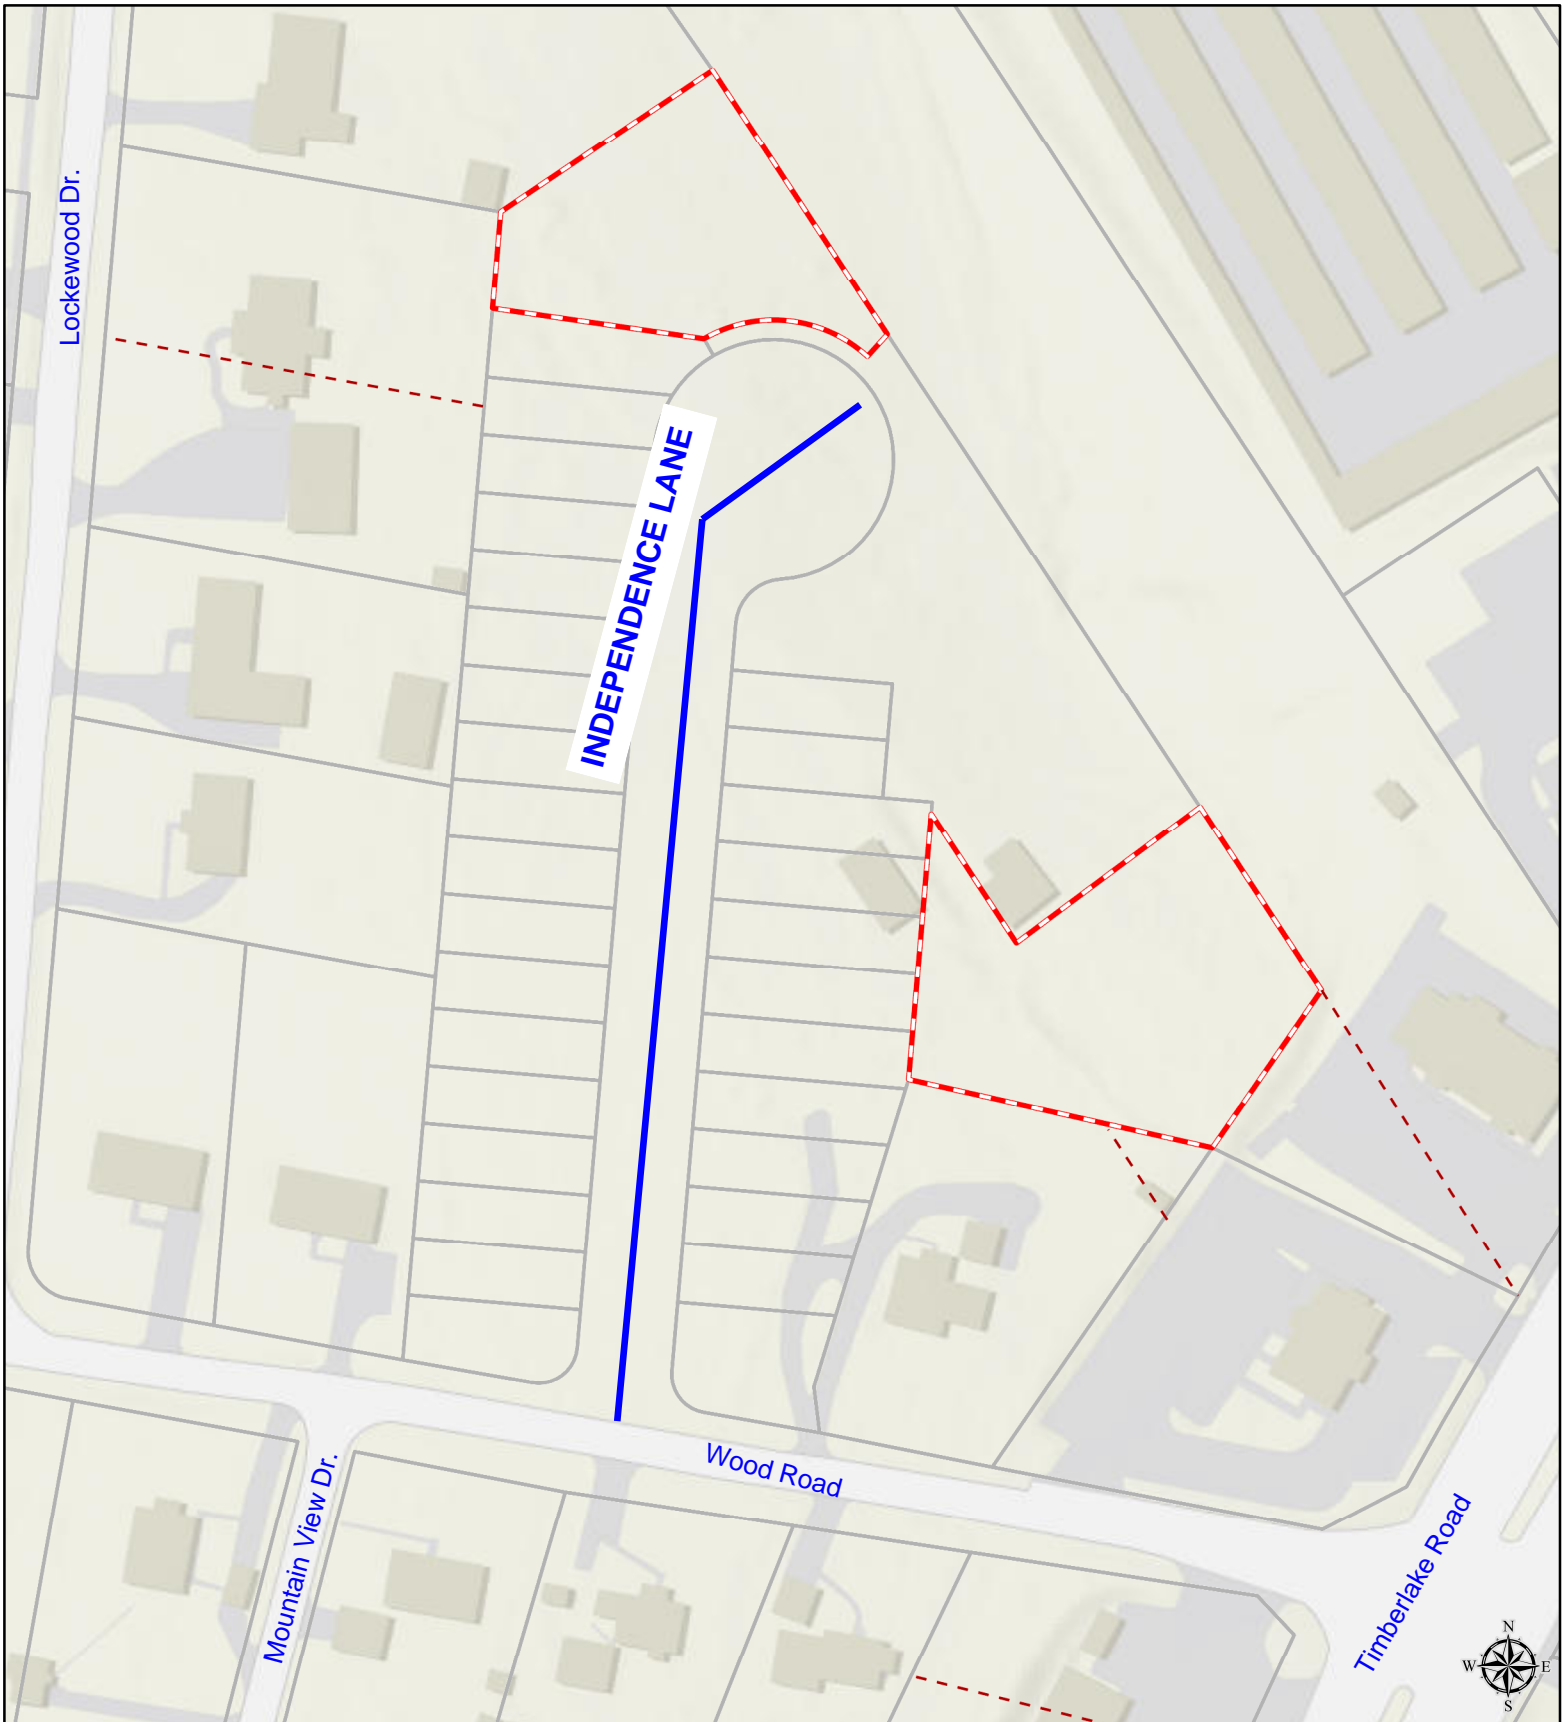 Lockewood Dr.
INDEPENDENCE LANE
Wood Road
Mountain View Dr.
Timberlake Road
N
W E
S